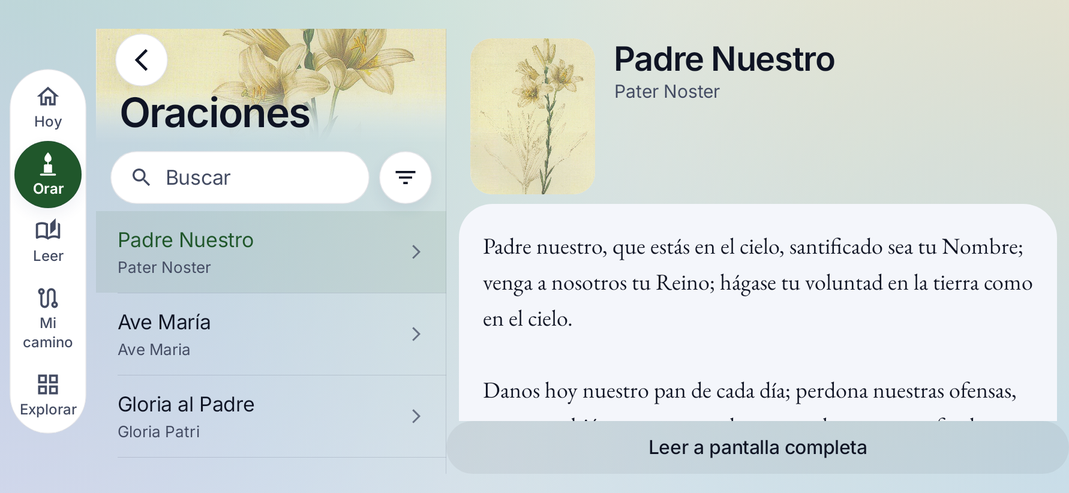 Hoy
Orar
Leer
Mi
camino
Explorar
Oraciones
Buscar
Padre Nuestro
Pater Noster
Ave María
Ave Maria
Gloria al Padre
Gloria Patri
Padre Nuestro
Pater Noster
Padre nuestro, que estás en el cielo, santificado sea tu Nombre;
venga a nosotros tu Reino; hágase tu voluntad en la tierra como
en el cielo.
Danos hoy nuestro pan de cada día; perdona nuestras ofensas,
Leer a pantalla completa